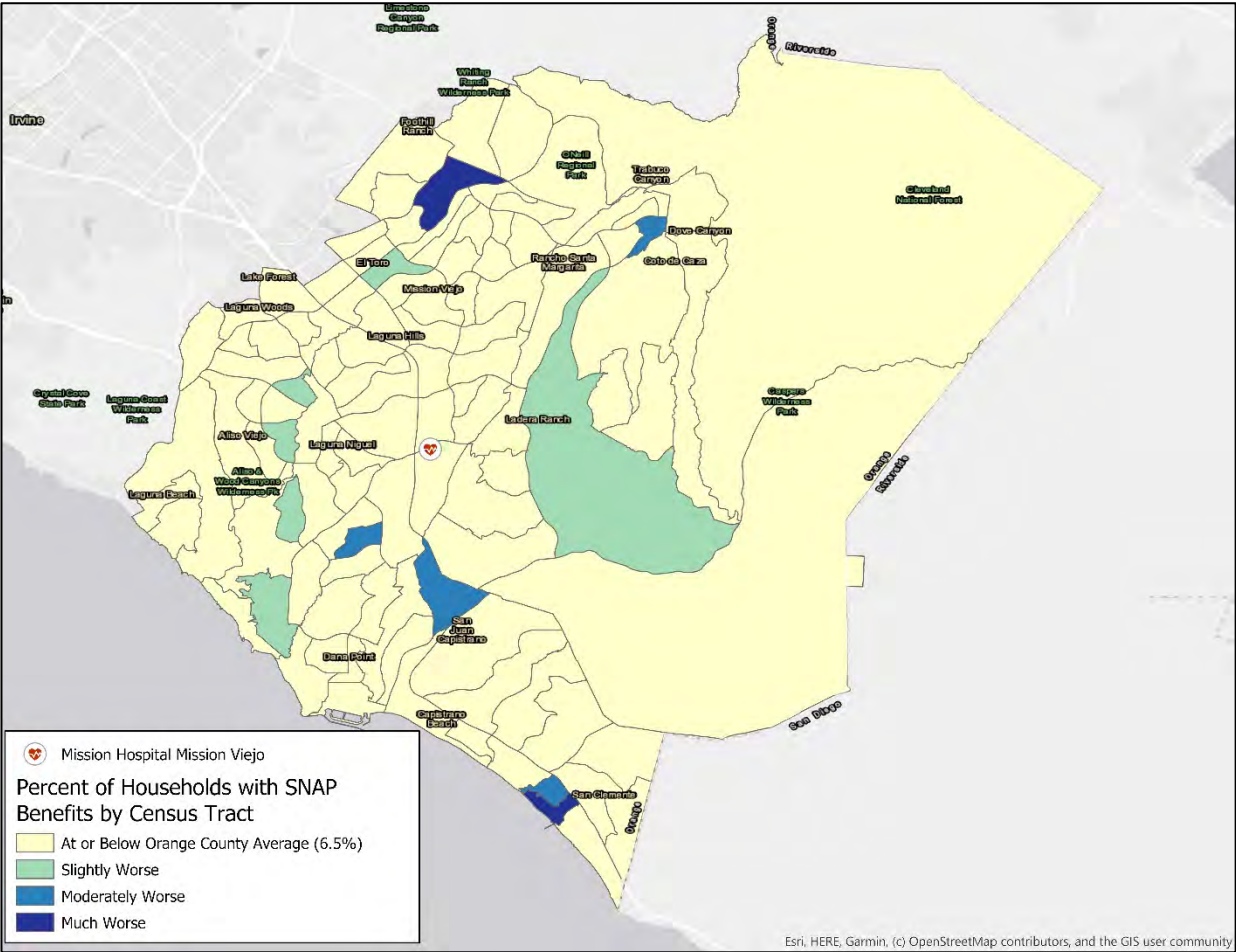 Limestone
Canyon
Regional Park
Orange
Riverside
Whiting
Ranch
Wilderness Park
Irvine
Foothill
Ranch
O'Neill
Regional
Park
Trabuco
Canyon
Cleveland
National Forest
Dove Canyon
El Toro
Rancho Santa
Margarita
Coto de Caza
Lake Forest
Mission Viejo
Laguna Woods
Laguna Hills
Crystal Cove
State Park
Laguna Coast
Wilderness
Park
Caspers
Wilderness
Park
Ladera Ranch
Aliso Viejo
Laguna Niguel
Orange
Riverside
Aliso &
Wood Canyons
Wilderness Pk
Laguna Beach
San
Juan
Capistrano
Dana Point
Capistrano
Beach
San Diego
San Clemente
Orange
Mission Hospital Mission Viejo
Percent of Households with SNAP
Benefits by Census Tract
At or Below Orange County Average (6.5%)
Slightly Worse
Moderately Worse
Much Worse
Esri, HERE, Garmin, (c) OpenStreetMap contributors, and the GIS user community